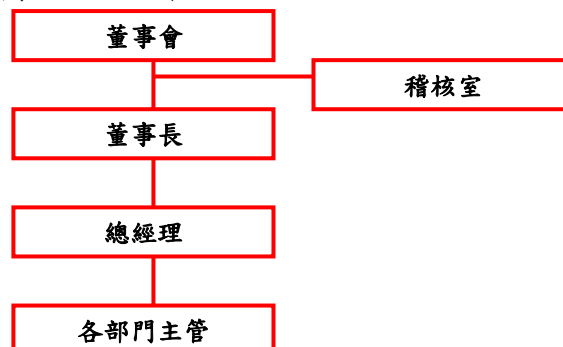 董事會
稽核室
董事長
總經理
各部門主管